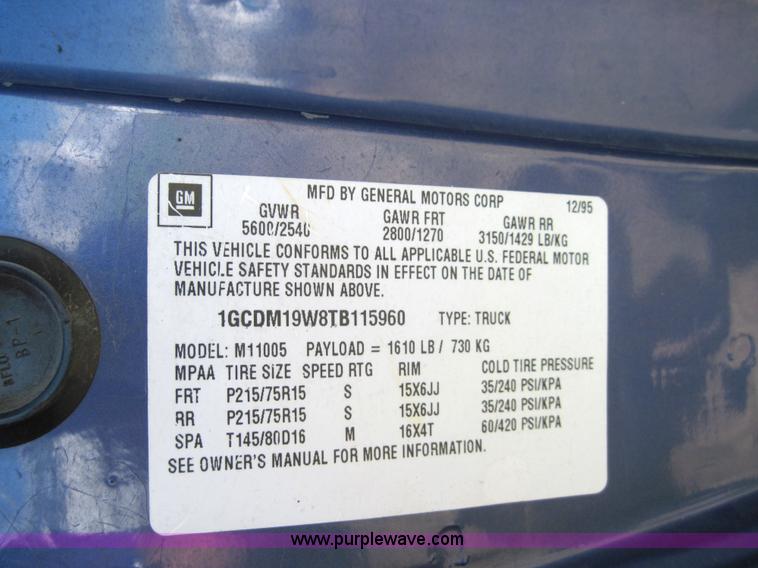 GM
MFD BY GENERAL MOTORS CORP 12/95
GVWR GAWR FRT GAWR RR
5600/2540 2800/1270 3150/1429 LB/KG
THIS VEHICLE CONFORMS TO ALL APPLICABLE U.S. FEDERAL MOTOR
VEHICLE SAFETY STANDARDS IN EFFECT ON THE DATE OF
MANUFACTURE SHOWN ABOVE.
1GCDM19W8TB115960 TYPE: TRUCK
MODEL: M11005 PAYLOAD = 1610 LB / 730 KG
MPAA TIRE SIZE SPEED RTG RIM COLD TIRE PRESSURE
FRT P215/75R15 S 15X6JJ 35/240 PSI/KPA
RR P215/75R15 S 15X6JJ 35/240 PSI/KPA
SPA T145/80D16 M 16X4T 60/420 PSI/KPA
SEE OWNER'S MANUAL FOR MORE INFORMATION.
BP-1
www.purplewave.com